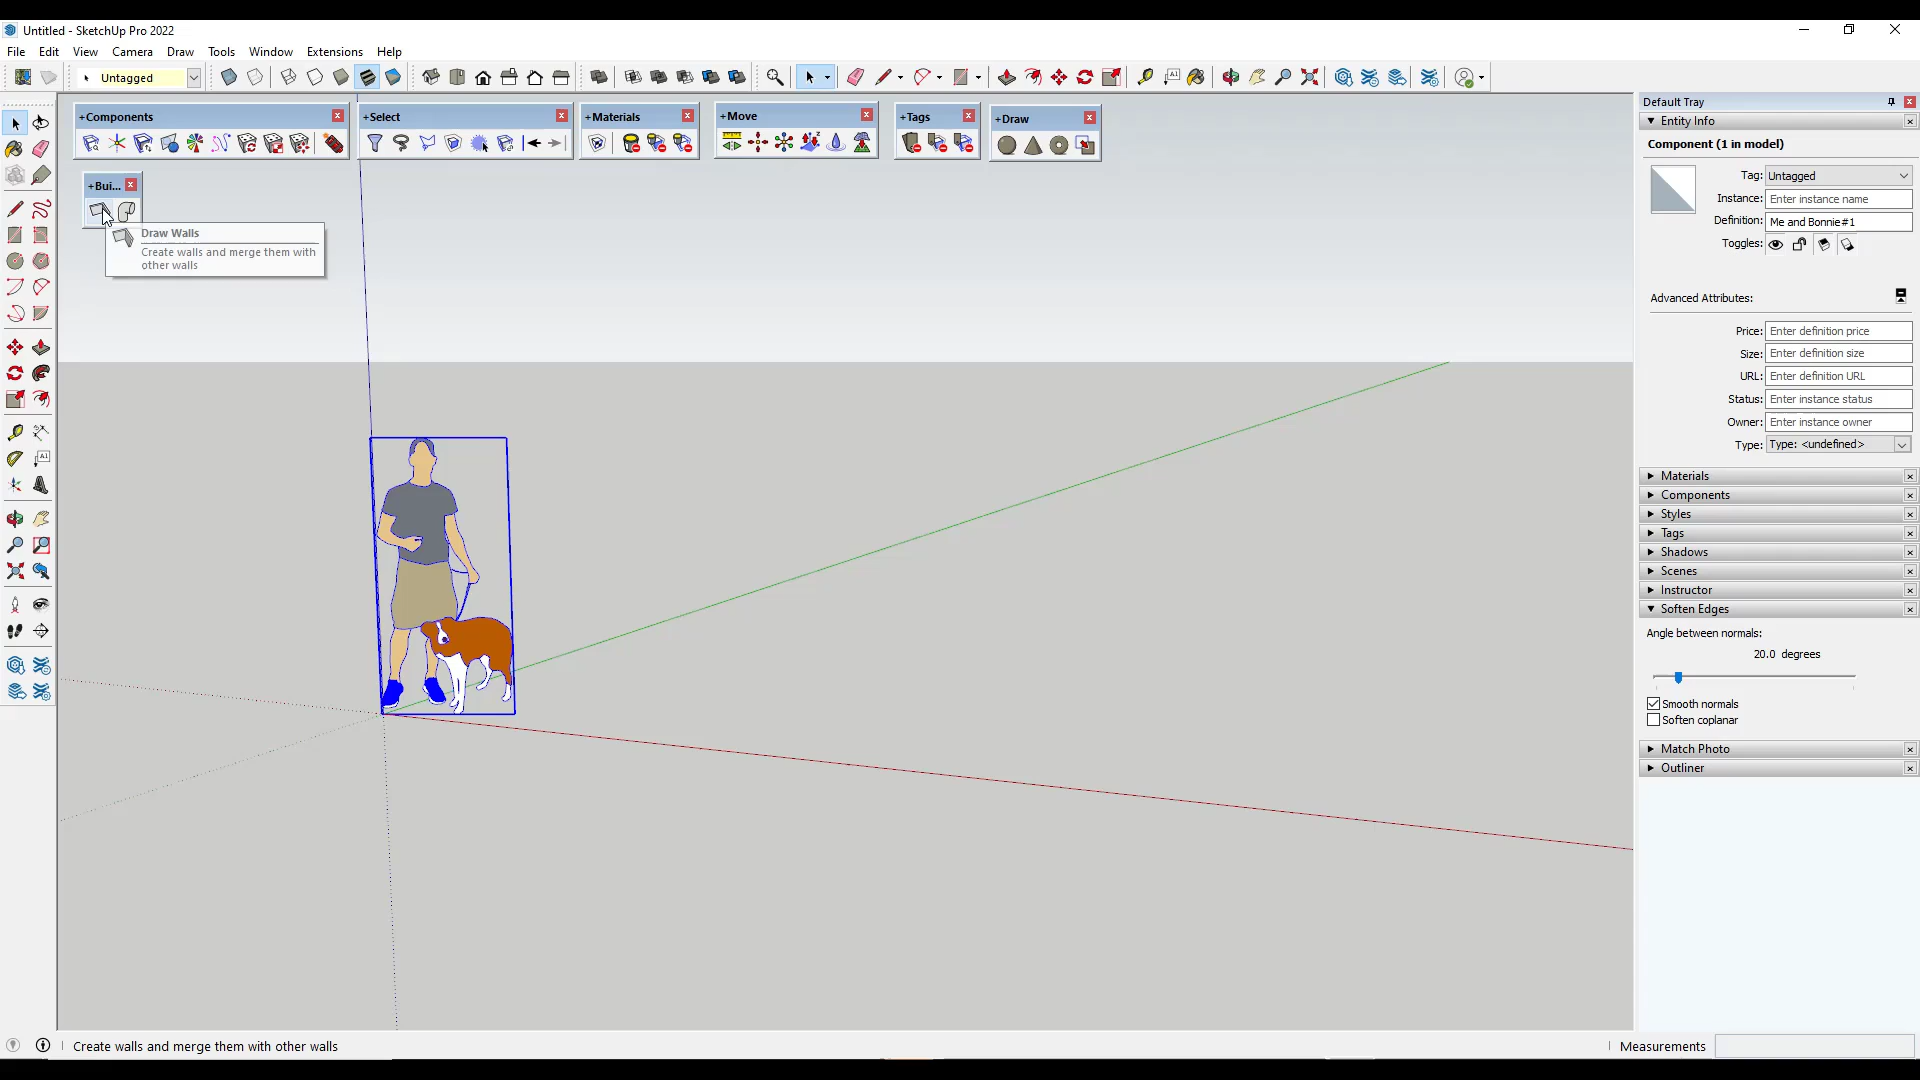 Untitled - SketchUp Pro 2022
File Edit View Camera Draw Tools Window Extensions Help
Untagged
+Components
+Select
+Materials
+Move
+Tags
+Draw
+Bui...
Draw Walls
Create walls and merge them with
other walls
Default Tray
Entity Info
Component (1 in model)
Tag: Untagged
Instance: Enter instance name
Definition: Me and Bonnie#1
Toggles:
Advanced Attributes:
Price: Enter definition price
Size: Enter definition size
URL: Enter definition URL
Status: Enter instance status
Owner: Enter instance owner
Type: Type: <undefined>
Materials
Components
Styles
Tags
Shadows
Scenes
Instructor
Soften Edges
Angle between normals:
20.0 degrees
Smooth normals
Soften coplanar
Match Photo
Outliner
Create walls and merge them with other walls
Measurements